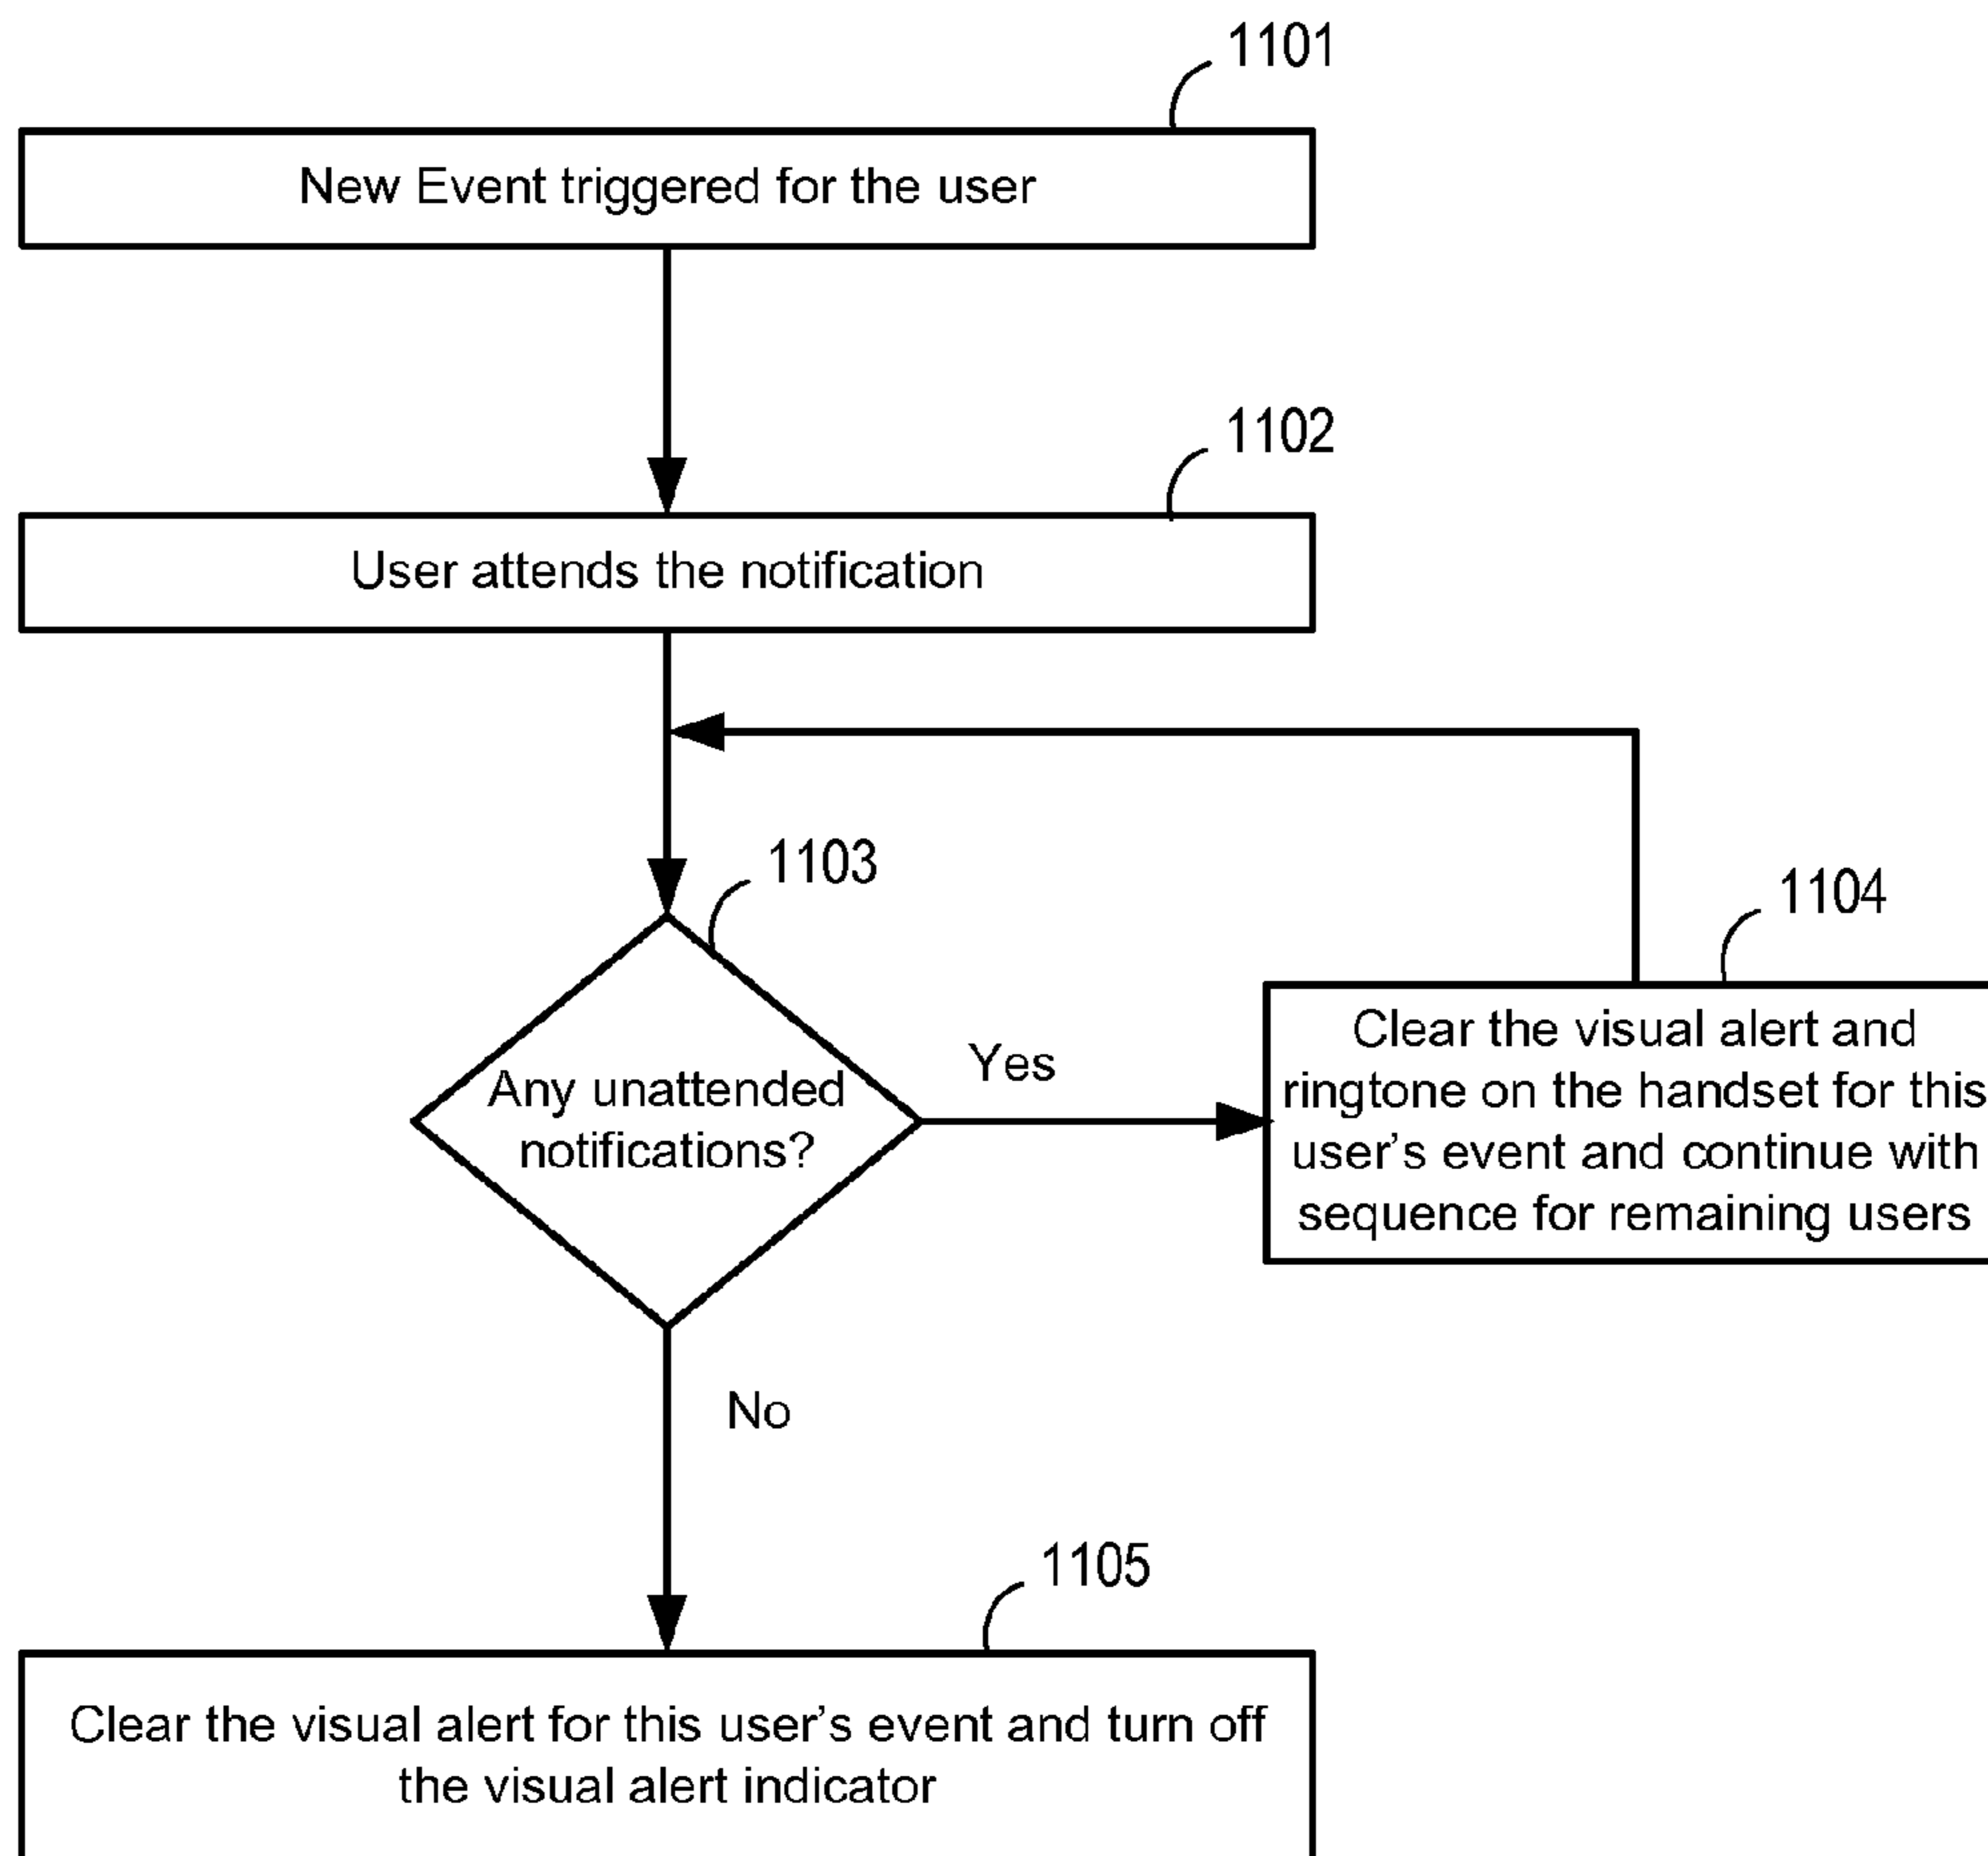 1101
New Event triggered for the user
1102
User attends the notification
1103
Any unattended
notifications?
Yes
1104
Clear the visual alert and
ringtone on the handset for this
user's event and continue with
sequence for remaining users
No
1105
Clear the visual alert for this user's event and turn off
the visual alert indicator